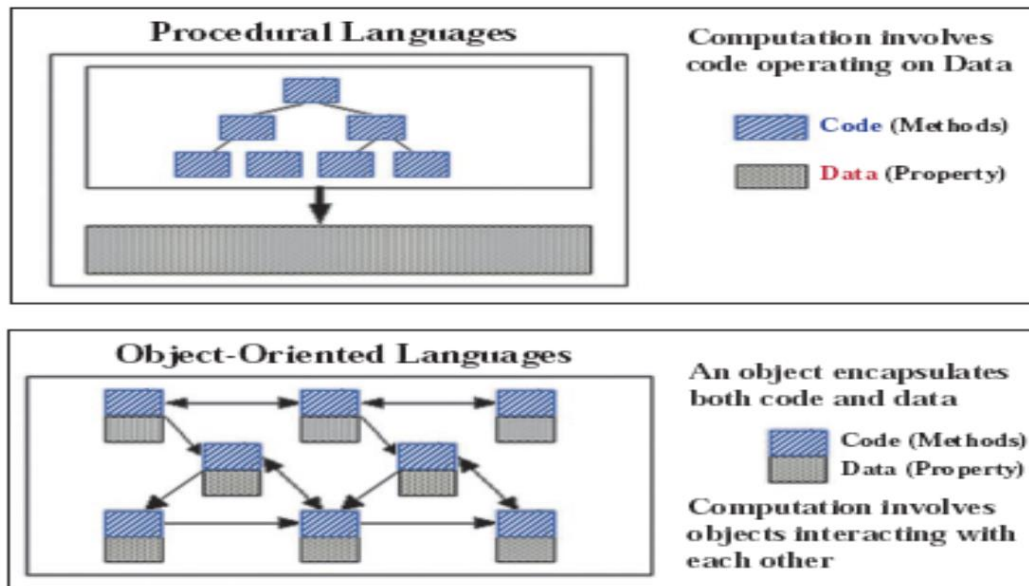 Procedural Languages
Computation involves
code operating on Data
Code (Methods)
Data (Property)
Object-Oriented Languages
An object encapsulates
both code and data
Code (Methods)
Data (Property)
Computation involves
objects interacting with
each other